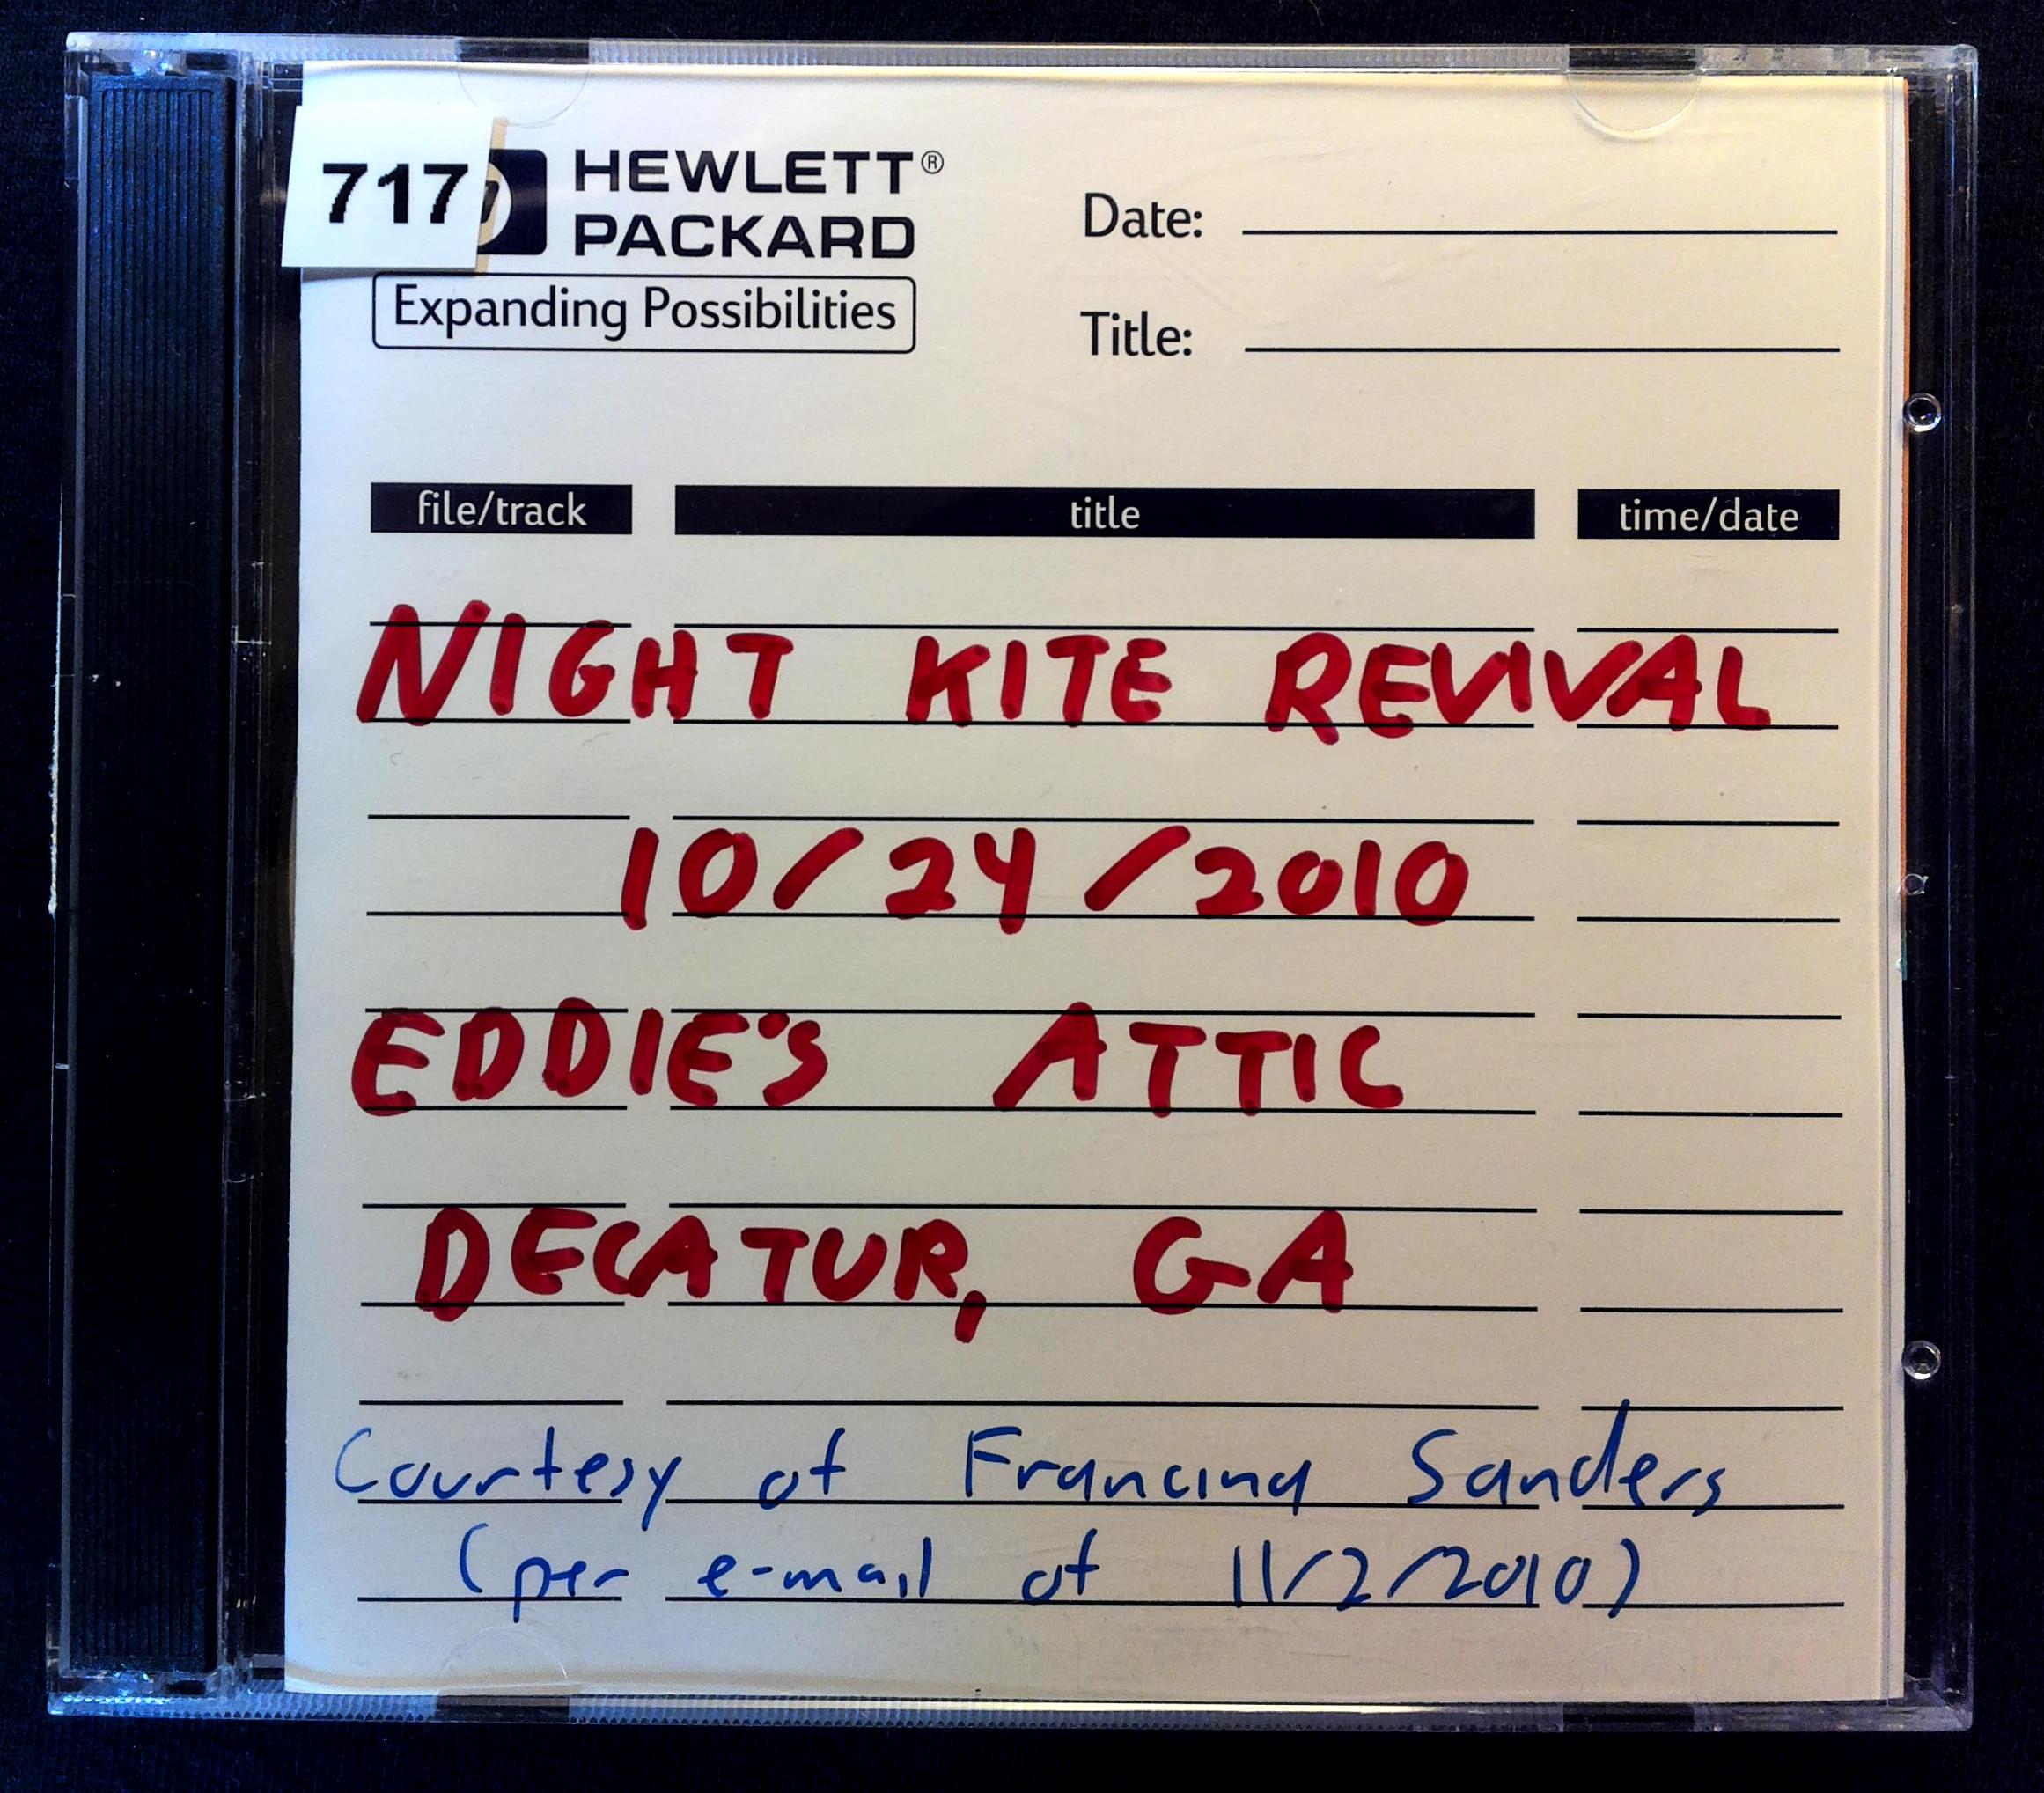 717
HEWLETT®
PACKARD
Expanding Possibilities
Date:
Title:
file/track title time/date
NIGHT KITE REVIVAL
10/24/2010
EDDIE'S ATTIC
DECATUR, GA
Courtesy of Francina Sanders
(per e-mail of 11/2/2010)